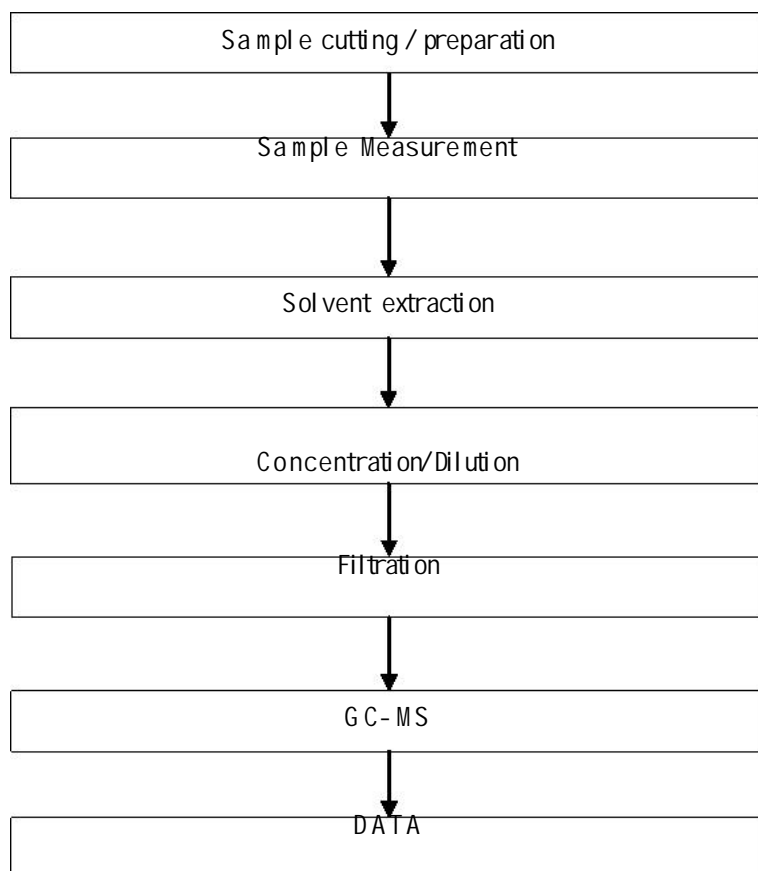 Sample cutting / preparation
Sample Measurement
Solvent extraction
Concentration/Dilution
Filtration
GC-MS
DATA